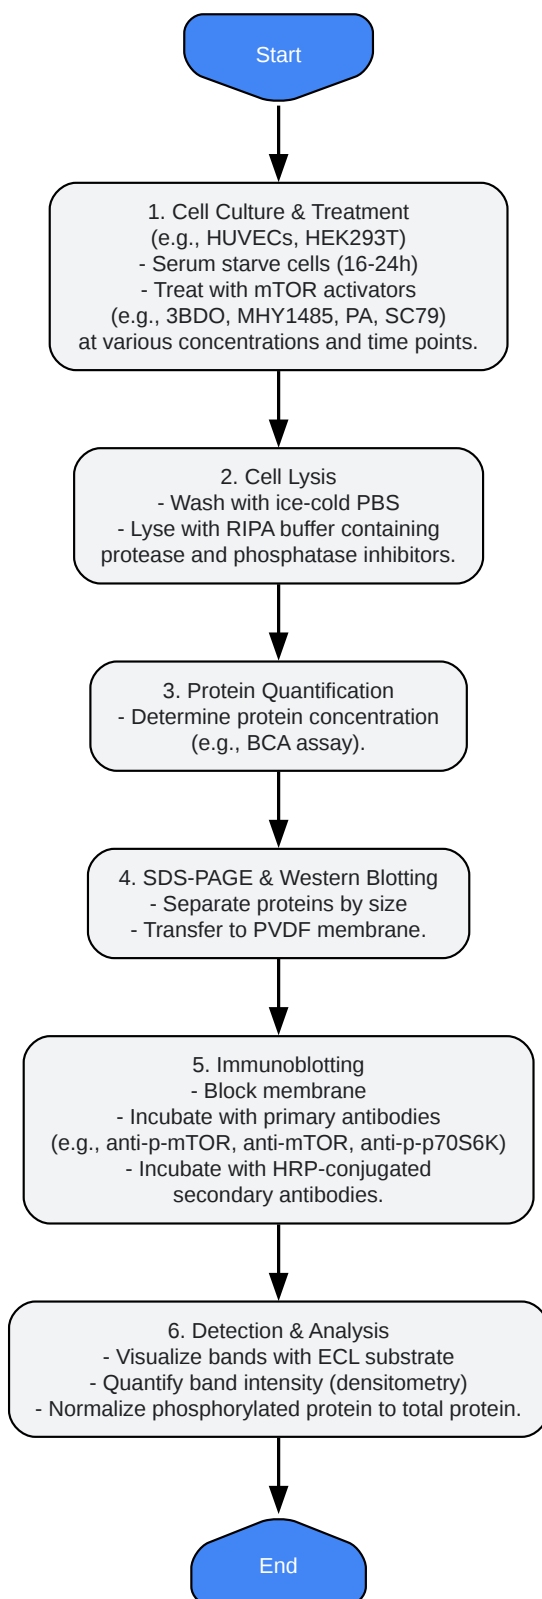 Start
1. Cell Culture & Treatment
(e.g., HUVECs, HEK293T)
- Serum starve cells (16-24h)
- Treat with mTOR activators
(e.g., 3BDO, MHY1485, PA, SC79)
at various concentrations and time points.
2. Cell Lysis
- Wash with ice-cold PBS
- Lyse with RIPA buffer containing
protease and phosphatase inhibitors.
3. Protein Quantification
- Determine protein concentration
(e.g., BCA assay).
4. SDS-PAGE & Western Blotting
- Separate proteins by size
- Transfer to PVDF membrane.
5. Immunoblotting
- Block membrane
- Incubate with primary antibodies
(e.g., anti-p-mTOR, anti-mTOR, anti-p-p70S6K)
- Incubate with HRP-conjugated
secondary antibodies.
6. Detection & Analysis
- Visualize bands with ECL substrate
- Quantify band intensity (densitometry)
- Normalize phosphorylated protein to total protein.
End